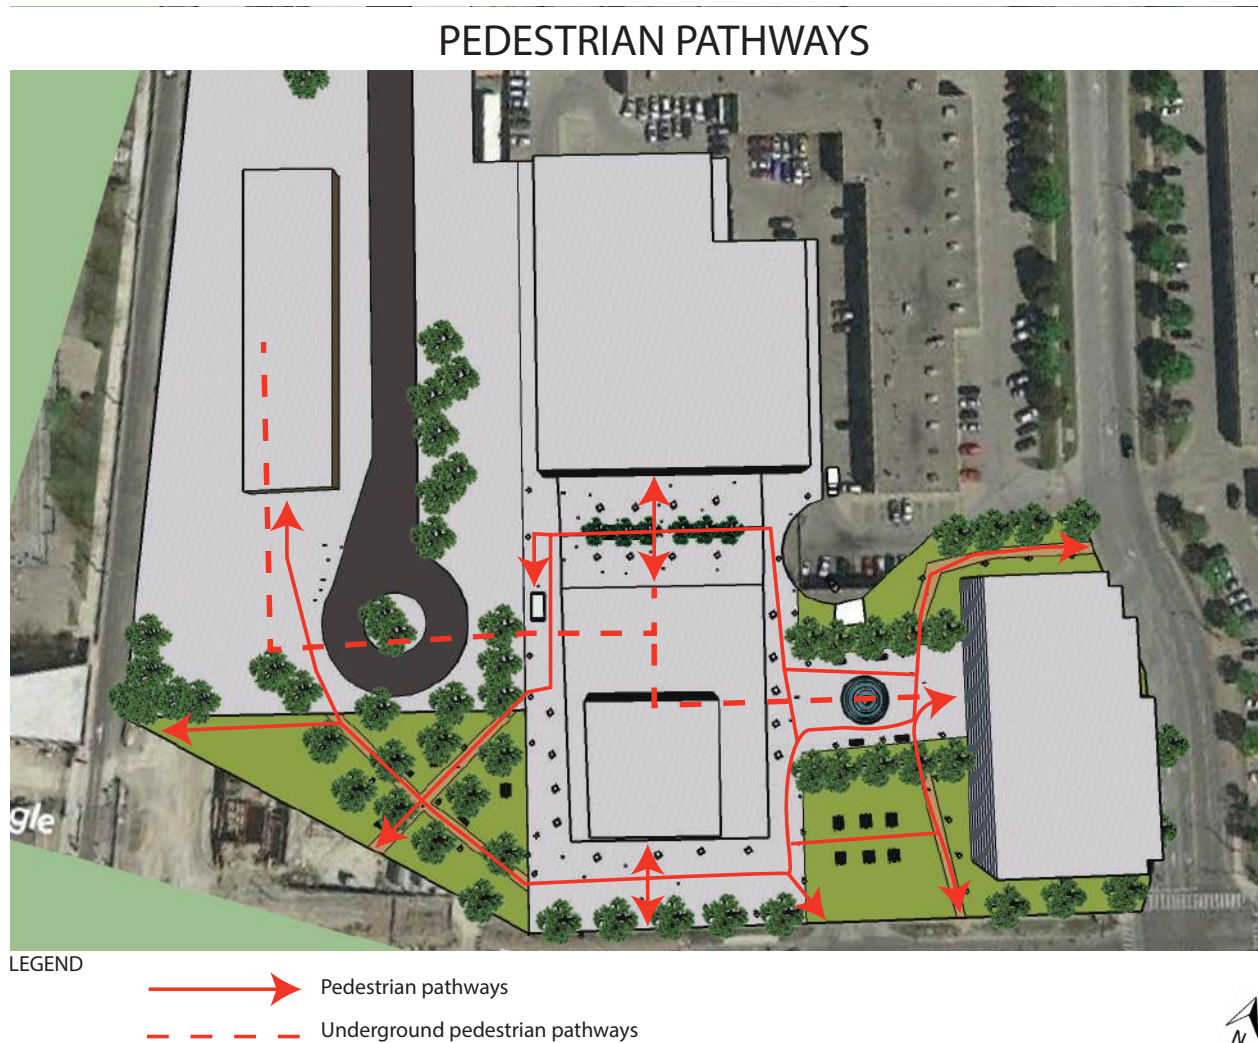 PEDESTRIAN PATHWAYS
gle
LEGEND
Pedestrian pathways
Underground pedestrian pathways
N